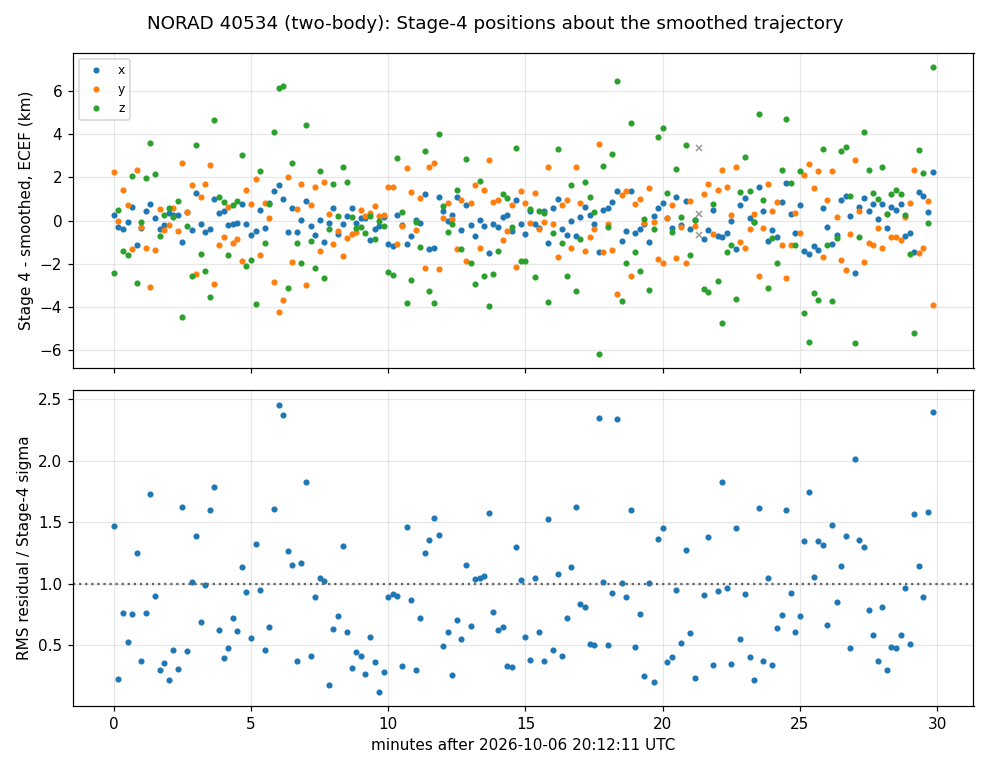 NORAD 40534 (two-body): Stage-4 positions about the smoothed trajectory
Stage 4 - smoothed, ECEF (km)
x
y
z
6
4
2
0
−2
−4
−6
RMS residual / Stage-4 sigma
2.5
2.0
1.5
1.0
0.5
0 5 10 15 20 25 30
minutes after 2026-10-06 20:12:11 UTC